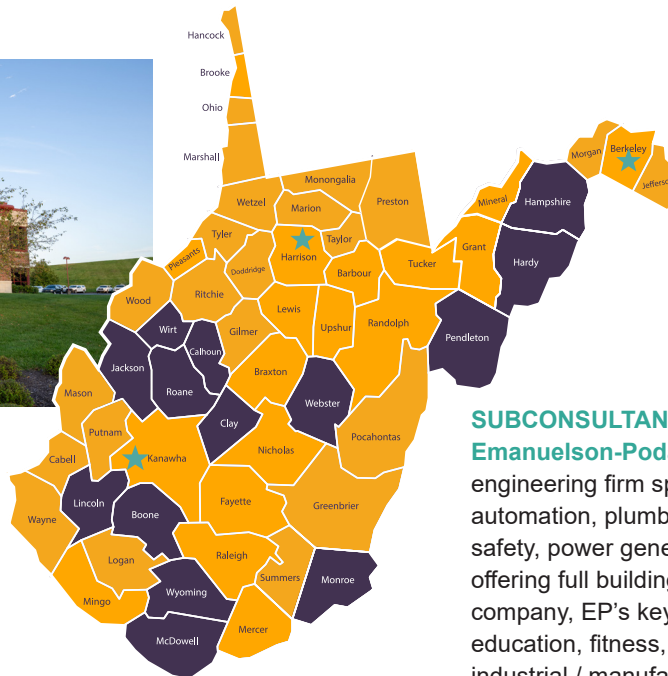 Hancock
Brooke
Ohio
Marshall
Wetzel
Monongalia
Marion
Preston
Morgan
Berkeley
Mineral
Hampshire
Tyler
Taylor
Harrison
Pleasants
Doddridge
Barbour
Tucker
Grant
Hardy
Wood
Ritchie
Lewis
Upshur
Randolph
Pendleton
Wirt
Gilmer
Calhoun
Jackson
Roane
Braxton
Webster
Mason
Clay
Putnam
Pocahontas
Cabell
Kanawha
Nicholas
Lincoln
Boone
Fayette
Greenbrier
Wayne
Logan
Raleigh
Summers
Monroe
Mingo
Wyoming
McDowell
Mercer
SUBCONSULTAN
Emanuelson-Pod
engineering firm sp
automation, plumb
safety, power gene
offering full building
company, EP’s key
education, fitness,
industrial / manufa